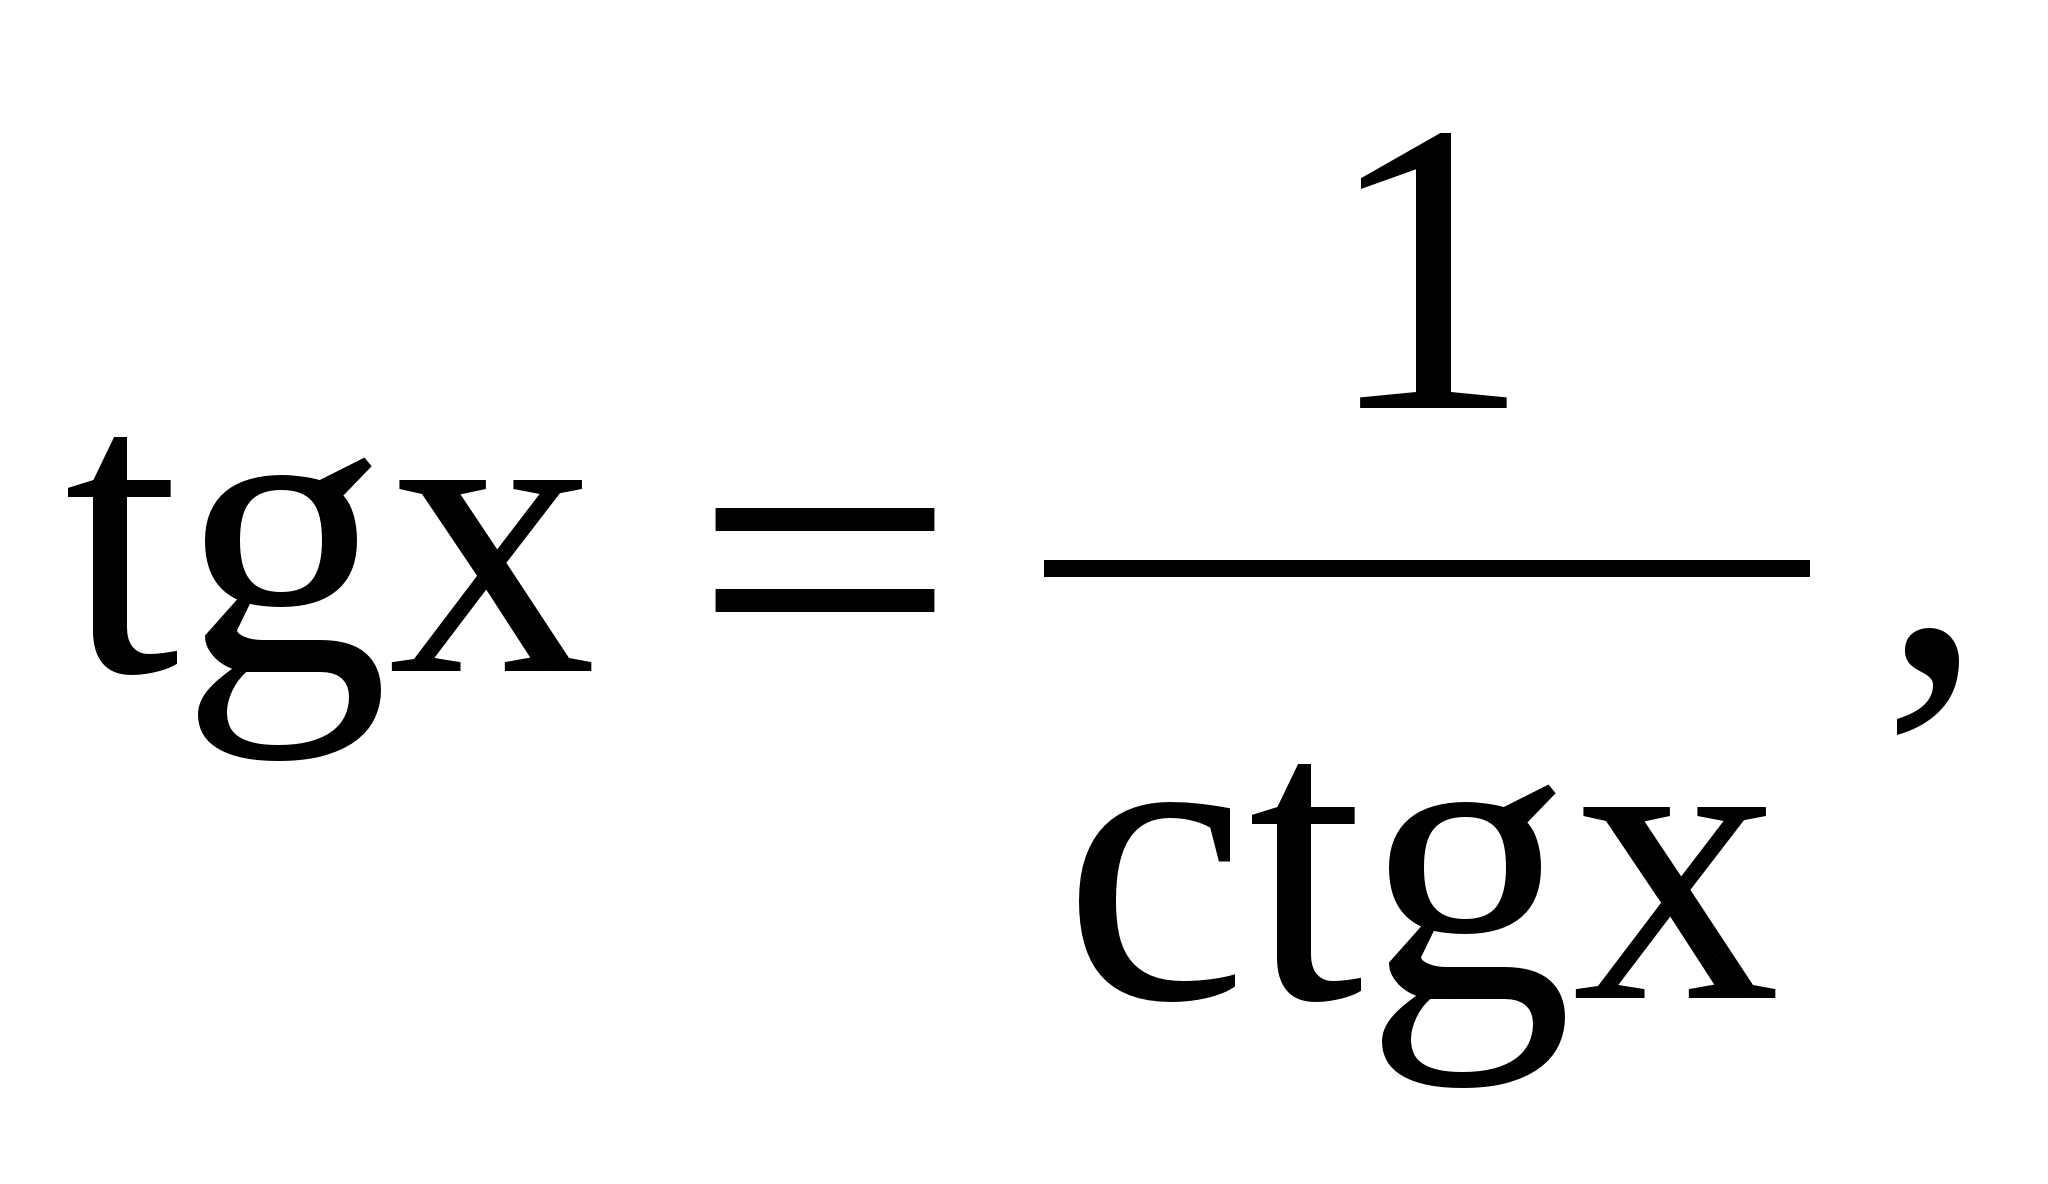 tgx = 1/ctgx,